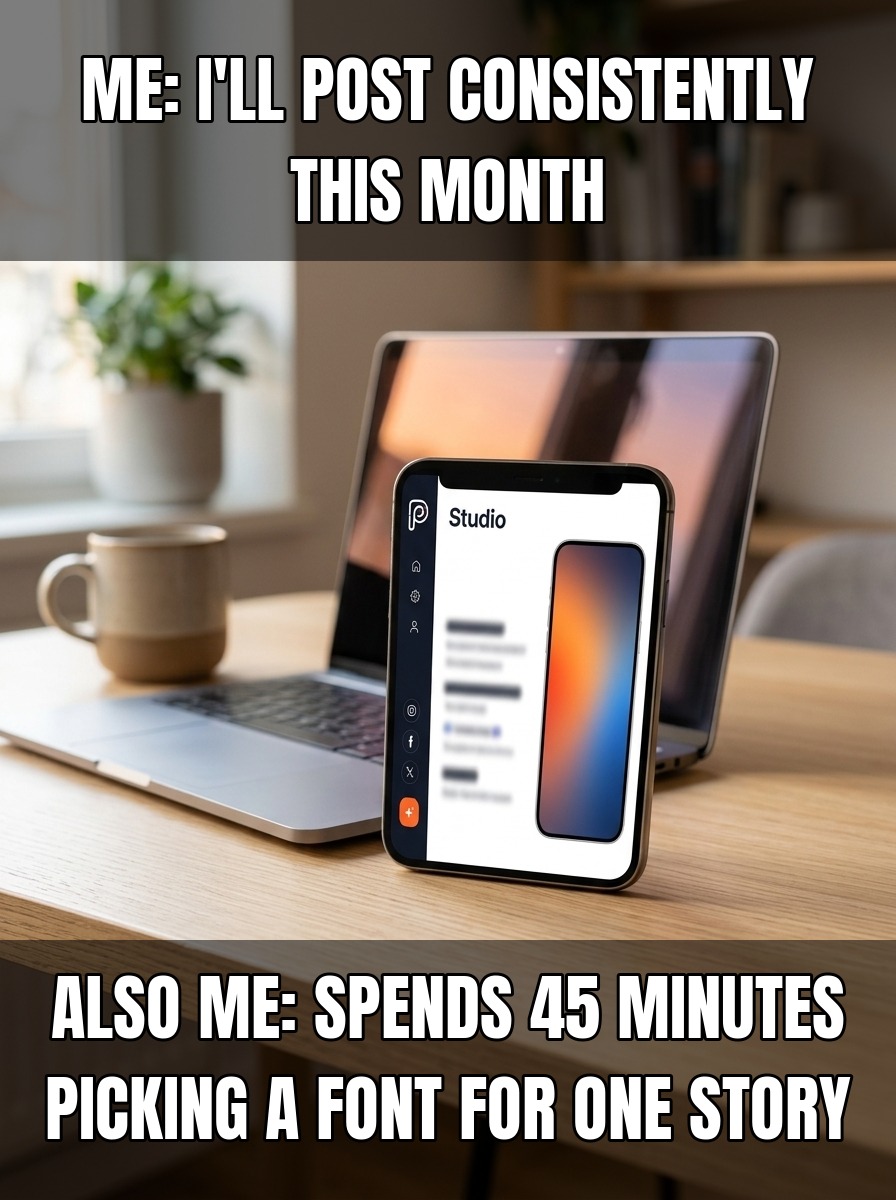 ME: I'LL POST CONSISTENTLY
THIS MONTH
Studio
ALSO ME: SPENDS 45 MINUTES
PICKING A FONT FOR ONE STORY